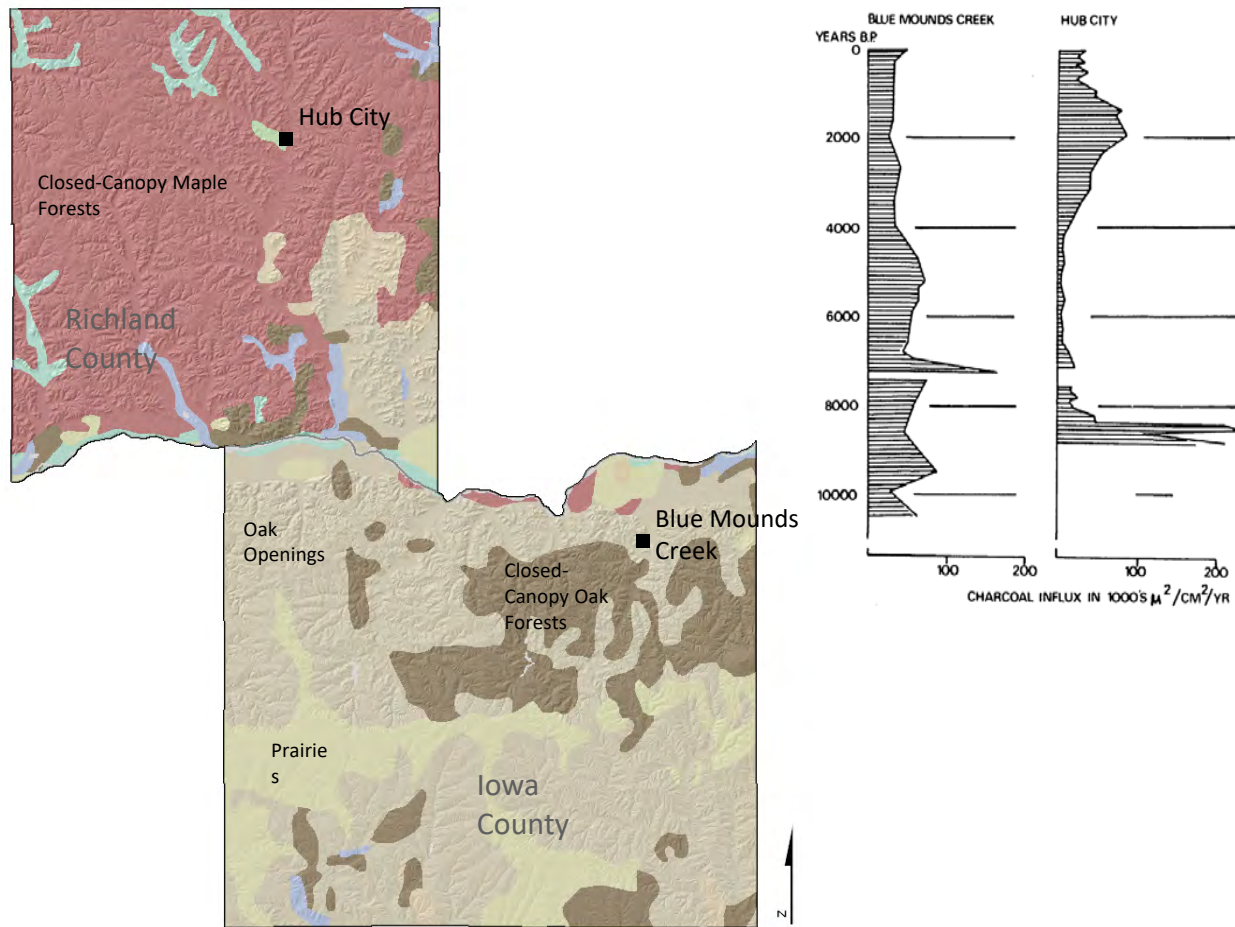 Hub City
Closed-Canopy Maple
Forests
Richland
County
Oak
Openings
Blue Mounds
Creek
Closed-
Canopy Oak
Forests
Prairie
s
Iowa
County
N
BLUE MOUNDS CREEK
HUB CITY
YEARS B.P.
0
2000
4000
6000
8000
10000
100
200
100
200
CHARCOAL INFLUX IN 1000'S µ²/CM²/YR